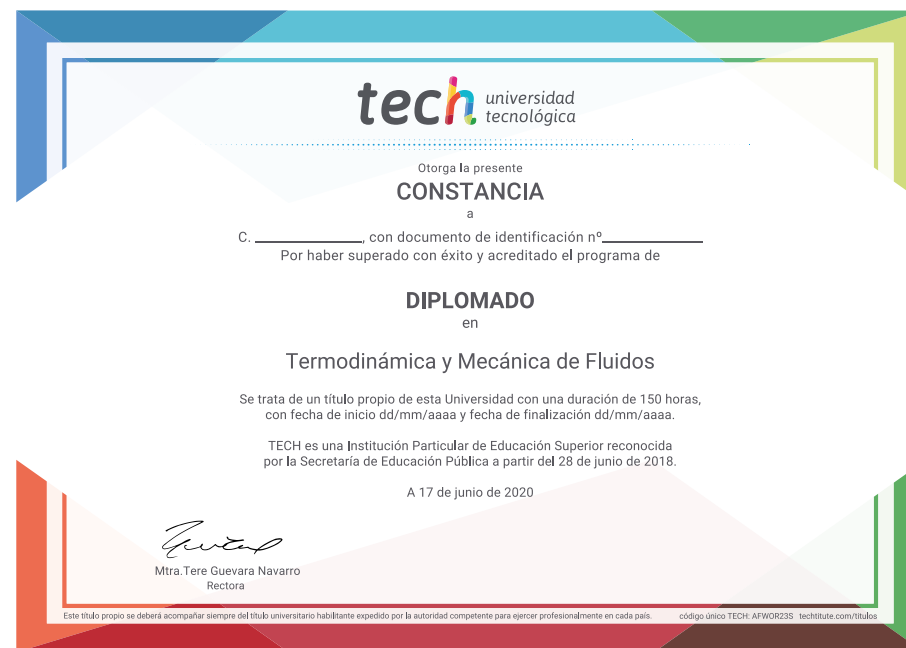 tech universidad
tecnológica
Otorga la presente
CONSTANCIA
a
C. ____________, con documento de identificación nº____________
Por haber superado con éxito y acreditado el programa de
DIPLOMADO
en
Termodinámica y Mecánica de Fluidos
Se trata de un título propio de esta Universidad con una duración de 150 horas,
con fecha de inicio dd/mm/aaaa y fecha de finalización dd/mm/aaaa.
TECH es una Institución Particular de Educación Superior reconocida
por la Secretaría de Educación Pública a partir del 28 de junio de 2018.
A 17 de junio de 2020
Mtra.Tere Guevara Navarro
Rectora
Este título propio se deberá acompañar siempre del título universitario habilitante expedido por la autoridad competente para ejercer profesionalmente en cada país. código único TECH: AFWOR23S techtitute.com/titulos